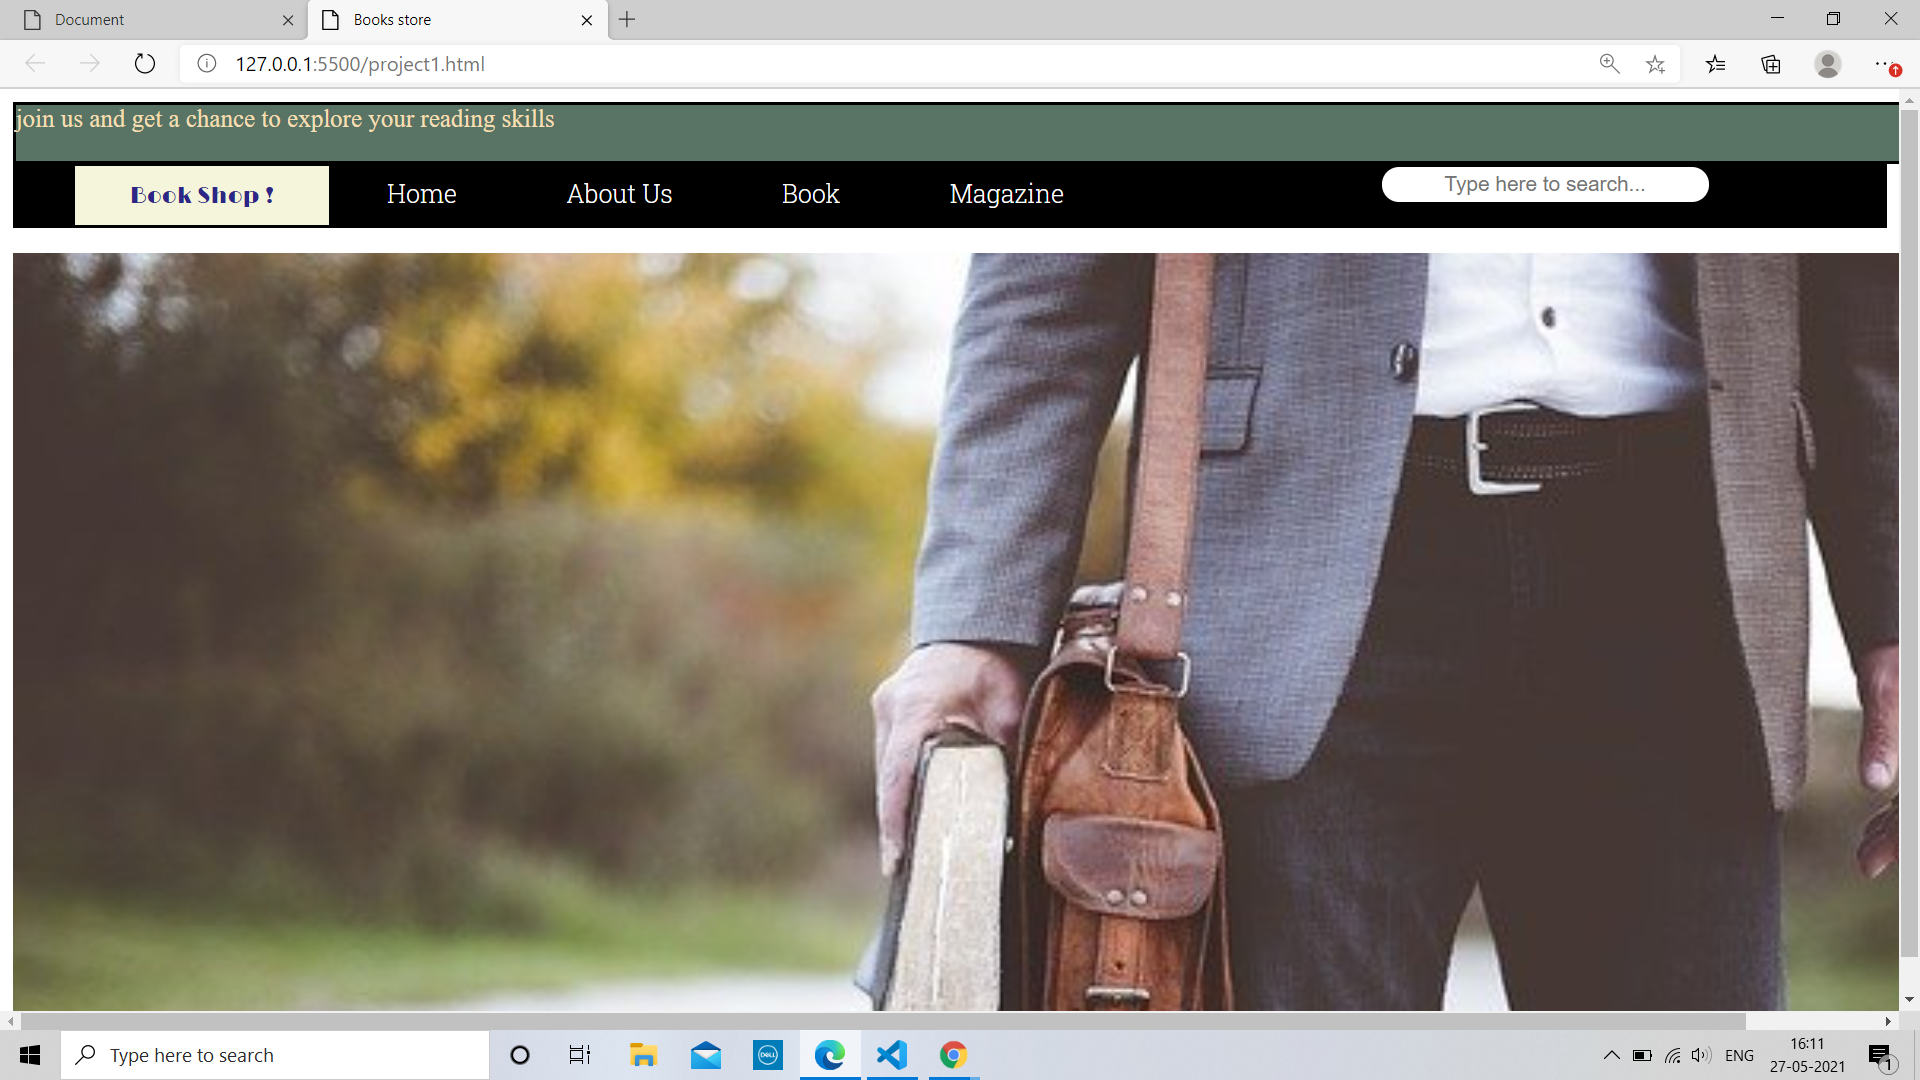 Document
Books store
127.0.0.1:5500/project1.html
join us and get a chance to explore your reading skills
Book Shop !
Home
About Us
Book
Magazine
Type here to search...
Type here to search
DELL
ENG
16:11
27-05-2021
1